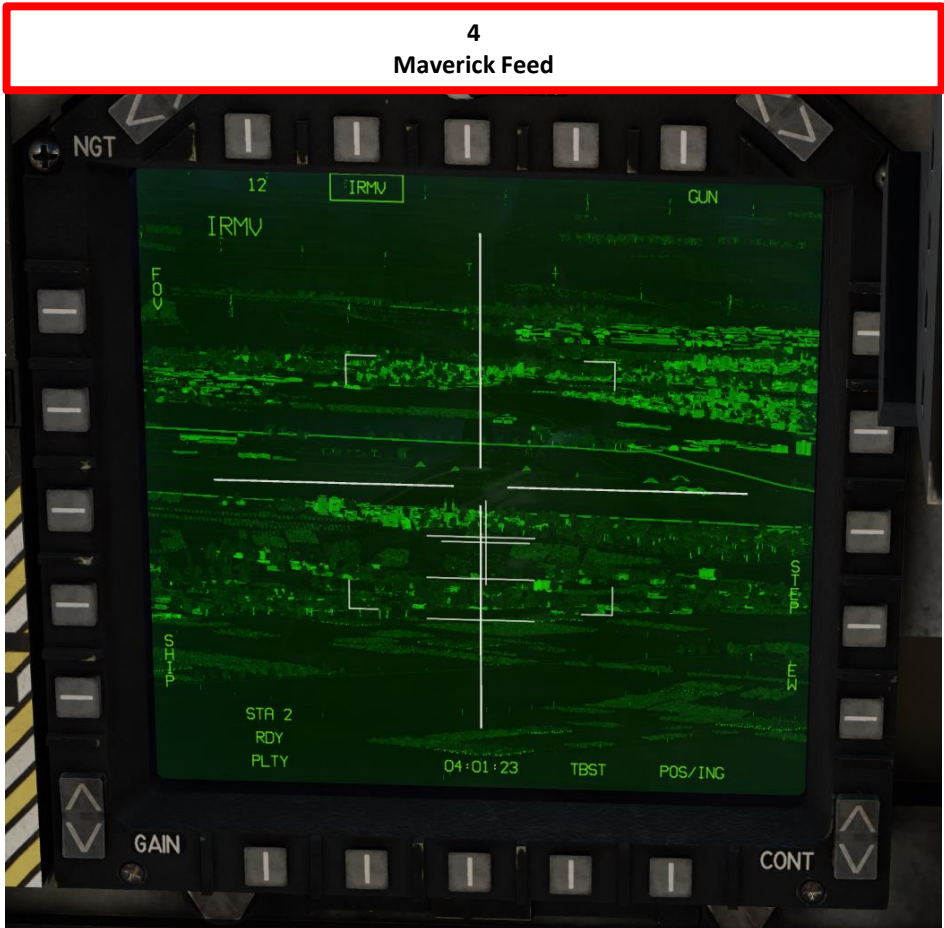 4
Maverick Feed
NGT
12
IRMV
GUN
IRMV
FOV
STEP
SHIP
EW
STA 2
RDY
PLTY
04:01:23
TBST
POS/ING
GAIN
CONT